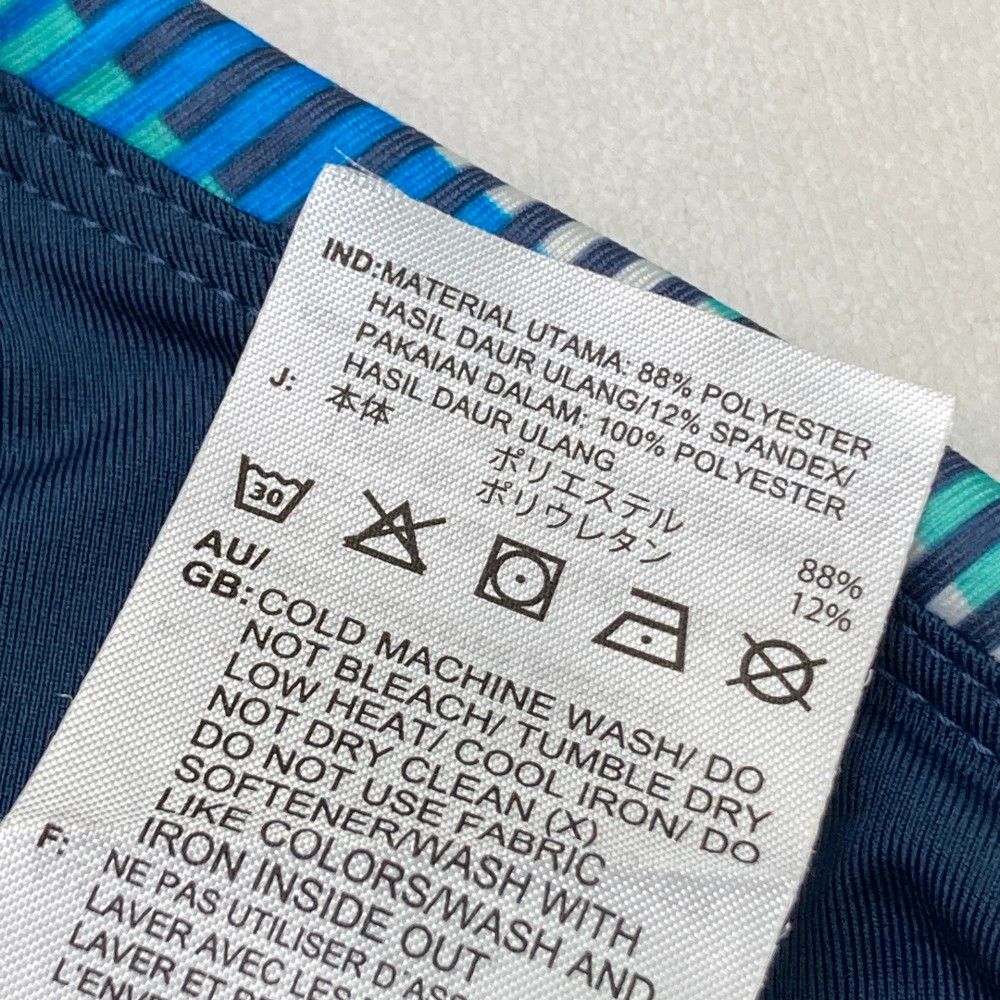 IND:MATERIAL UTAMA: 88% POLYESTER
HASIL DAUR ULANG/12% SPANDEX/
PAKAIAN DALAM: 100% POLYESTER
HASIL DAUR ULANG
J: 本体
ポリエステル 88%
ポリウレタン 12%
30
AU/
GB: COLD MACHINE WASH/ DO
NOT BLEACH/ TUMBLE DRY
LOW HEAT/ COOL IRON/ DO
NOT DRY CLEAN (X)
DO NOT USE FABRIC
SOFTENER/WASH WITH
LIKE COLORS/WASH AND
IRON INSIDE OUT
F: NE PAS UTILISER D'ASS
LAVER AVEC LES
LAVER ET